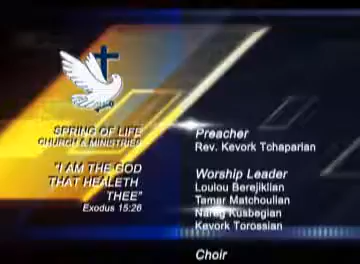 SPRING OF LIFE
CHURCH & MINISTRIES
"I AM THE GOD
THAT HEALETH
THEE"
Exodus 15:26
Preacher
Rev. Kevork Tchaparian
Worship Leader
Loulou Berejiklian
Tamar Matchoulian
Nareg Kusbegian
Kevork Torossian
Choir